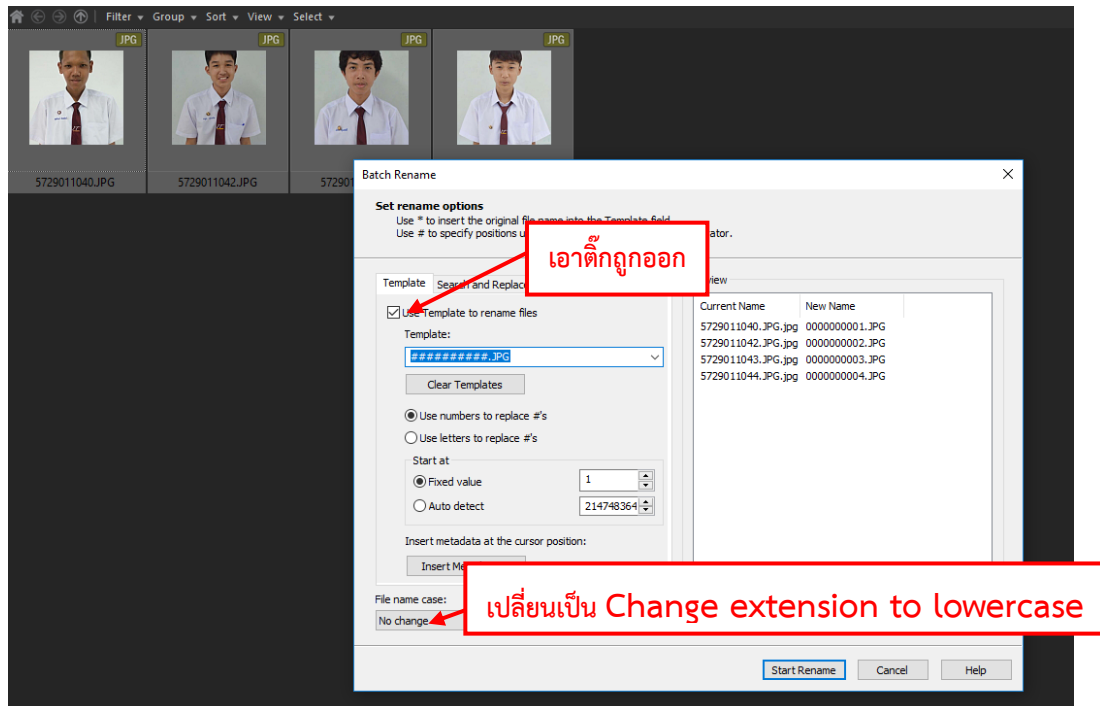 Filter Group Sort View Select
JPG JPG JPG JPG
5729011040.JPG 5729011042.JPG 572901
Batch Rename
Set rename options
Use * to insert the original file name into the Template field
Use # to specify positions u
ator.
เอาติ๊กถูกออก
Template Search and Replac
view
Use Template to rename files
Template:
##########.JPG
Clear Templates
Use numbers to replace #'s
Use letters to replace #'s
Start at
Fixed value 1
Auto detect 214748364
Insert metadata at the cursor position:
Insert Me
Current Name New Name
5729011040.JPG.jpg 0000000001.JPG
5729011042.JPG.jpg 0000000002.JPG
5729011043.JPG.jpg 0000000003.JPG
5729011044.JPG.jpg 0000000004.JPG
File name case:
No change
เปลี่ยนเป็น Change extension to lowercase
Start Rename Cancel Help